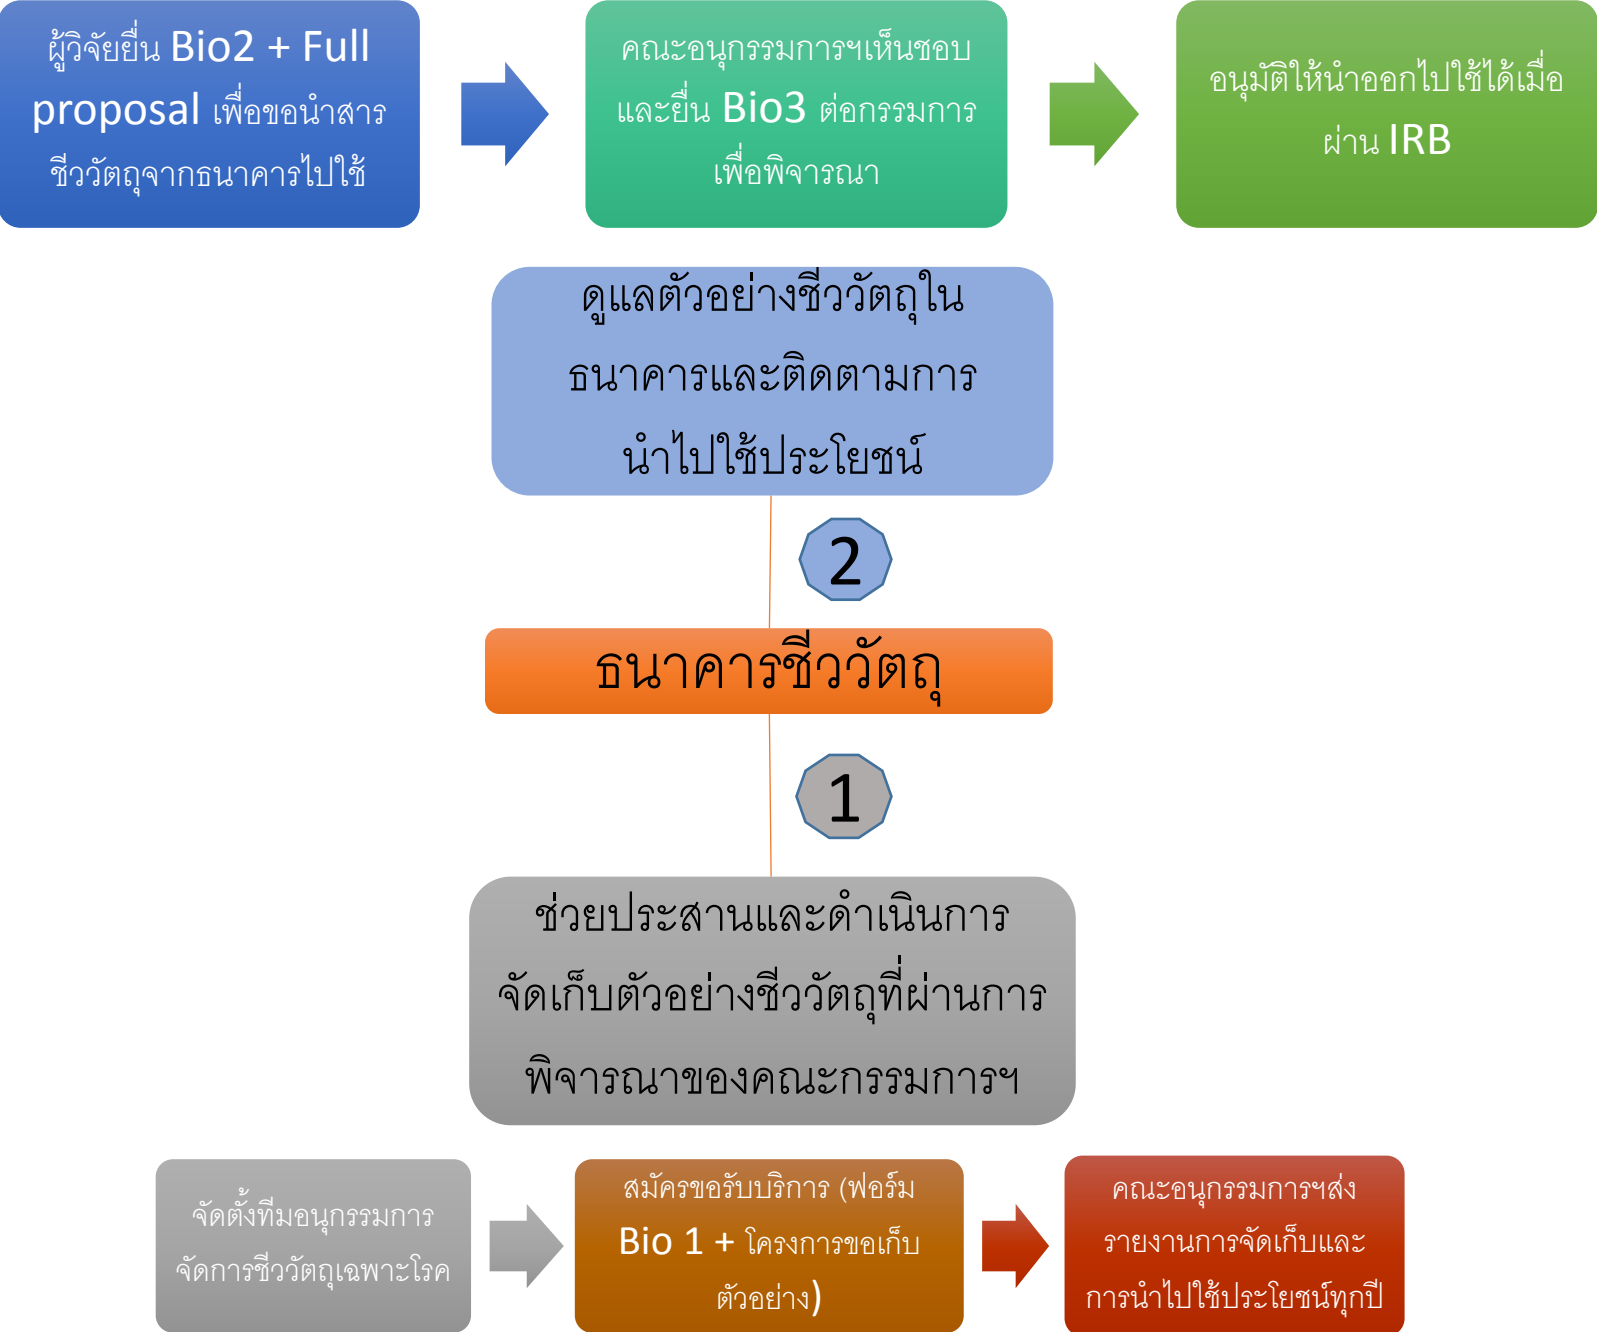 ผู้วิจัยยื่น Bio2 + Full
proposal เพื่อขอนำสาร
ชีววัตถุจากธนาคารไปใช้
คณะอนุกรรมการฯเห็นชอบ
และยื่น Bio3 ต่อกรรมการ
เพื่อพิจารณา
อนุมัติให้นำออกไปใช้ได้เมื่อ
ผ่าน IRB
ดูแลตัวอย่างชีววัตถุใน
ธนาคารและติดตามการ
นำไปใช้ประโยชน์
2
ธนาคารชีววัตถุ
1
ช่วยประสานและดำเนินการ
จัดเก็บตัวอย่างชีววัตถุที่ผ่านการ
พิจารณาของคณะกรรมการฯ
จัดตั้งทีมอนุกรรมการ
จัดการชีววัตถุเฉพาะโรค
สมัครขอรับบริการ (ฟอร์ม
Bio 1 + โครงการขอเก็บ
ตัวอย่าง)
คณะอนุกรรมการฯส่ง
รายงานการจัดเก็บและ
การนำไปใช้ประโยชน์ทุกปี